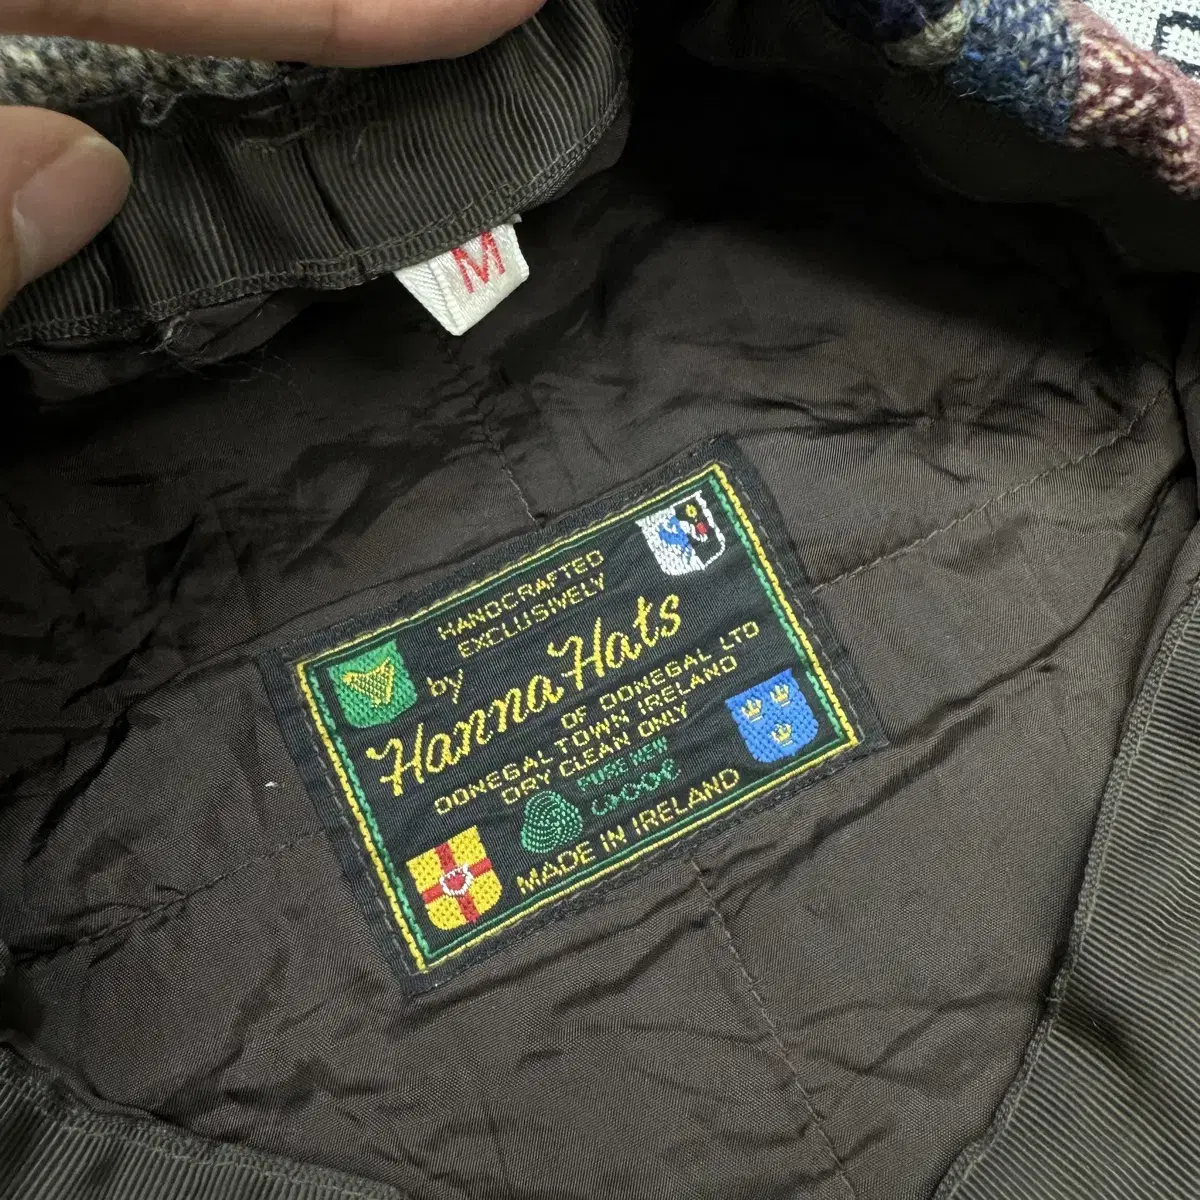 M
HANDCRAFTED
EXCLUSIVELY
by
Hanna Hats
OF DONEGAL LTD
DONEGAL TOWN IRELAND
DRY CLEAN ONLY
PURE NEW
WOOL
MADE IN IRELAND